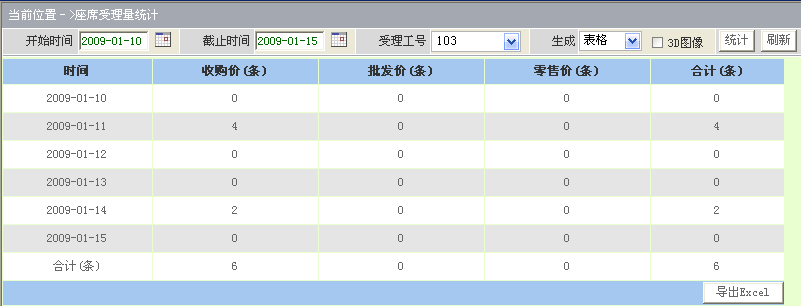 当前位置－>座席受理量统计
开始时间 2009-01-10 截止时间 2009-01-15 受理工号 103 生成 表格 3D图像 统计 刷新
时间 收购价(条) 批发价(条) 零售价(条) 合计(条)
2009-01-10 0 0 0 0
2009-01-11 4 0 0 4
2009-01-12 0 0 0 0
2009-01-13 0 0 0 0
2009-01-14 2 0 0 2
2009-01-15 0 0 0 0
合计(条) 6 0 0 6
导出Excel